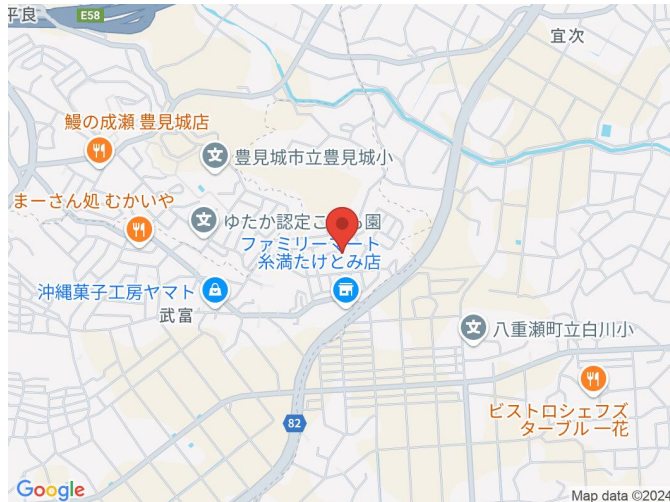 平良
E58
宜次
鰻の成瀬 豊見城店
豊見城市立豊見城小
まーさん処 むかいや
ゆたか認定こども園
ファミリーマート
糸満たけとみ店
沖縄菓子工房ヤマト
武富
八重瀬町立白川小
82
ビストロシェフズ
ターブル 一花
Google
Map data ©2024